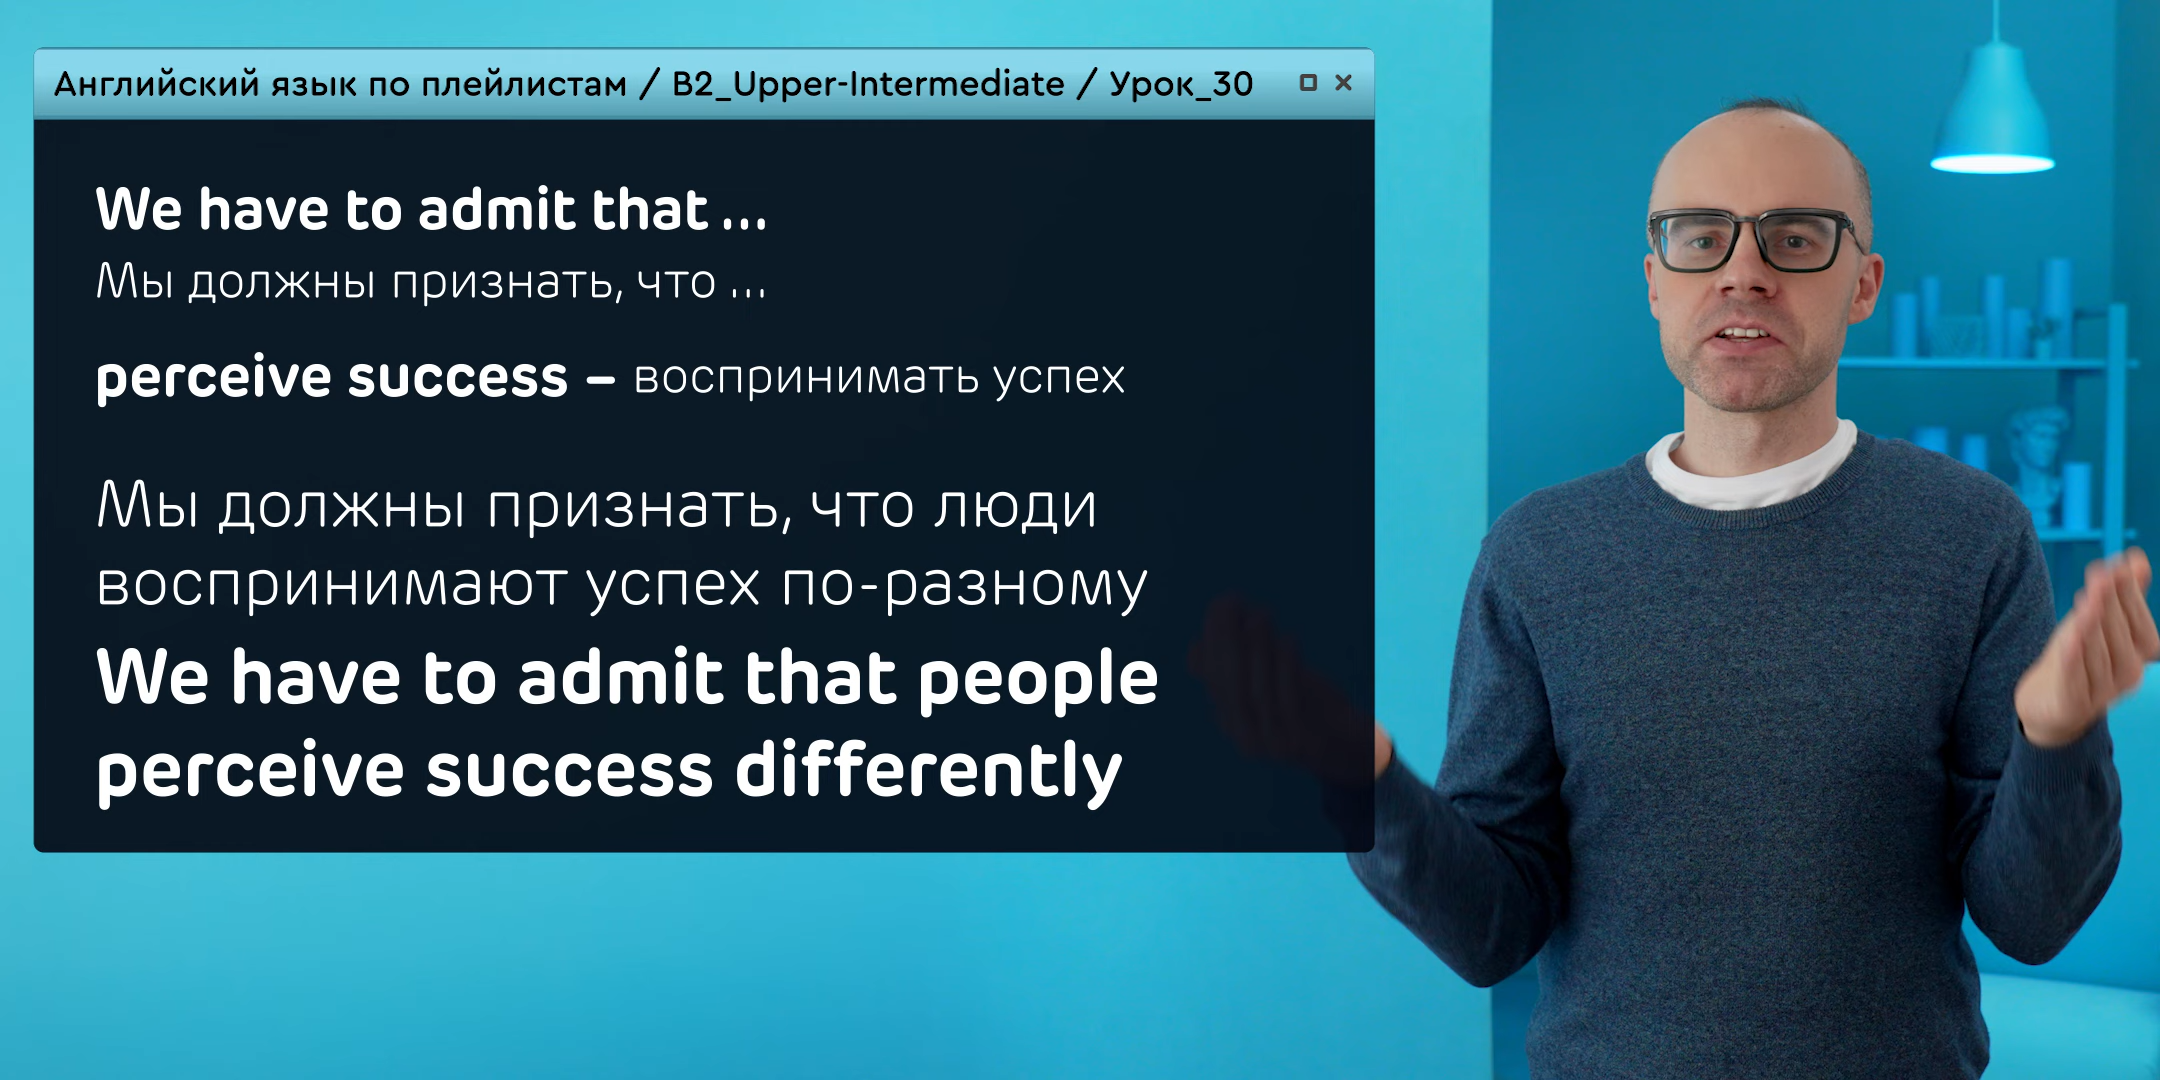 Английский язык по плейлистам / B2_Upper-Intermediate / Урок_30
We have to admit that ...
Мы должны признать, что ...
perceive success – воспринимать успех
Мы должны признать, что люди
воспринимают успех по-разному
We have to admit that people
perceive success differently